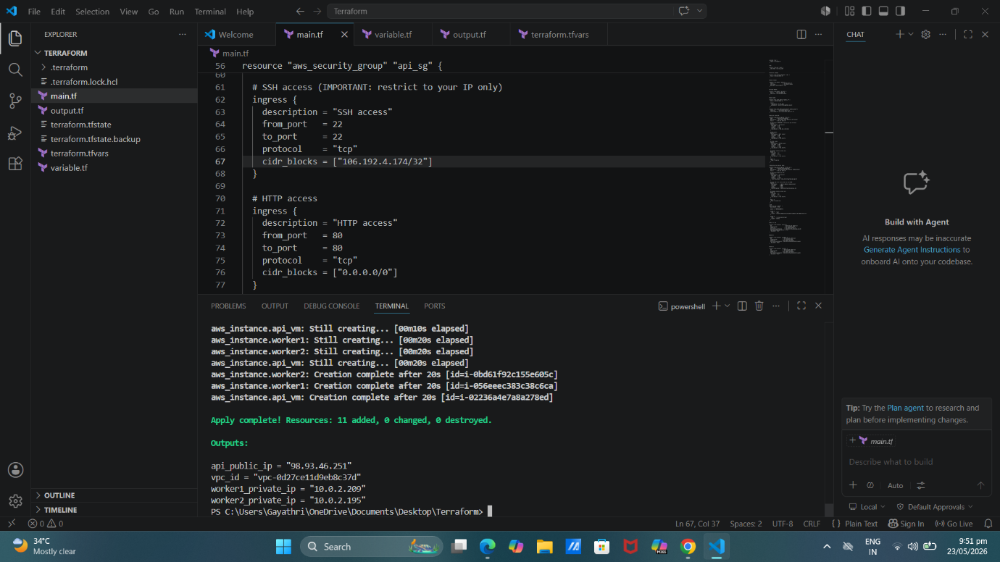 File Edit Selection View Go Run Terminal Help
Terraform
EXPLORER
TERRAFORM
.terraform
.terraform.lock.hcl
main.tf
output.tf
terraform.tfstate
terraform.tfstate.backup
terraform.tfvars
variable.tf
OUTLINE
TIMELINE
Welcome main.tf variable.tf output.tf terraform.tfvars
main.tf
56 resource "aws_security_group" "api_sg" {
60
61 # SSH access (IMPORTANT: restrict to your IP only)
62 ingress {
63 description = "SSH access"
64 from_port = 22
65 to_port = 22
66 protocol = "tcp"
67 cidr_blocks = ["106.192.4.174/32"]
68 }
69
70 # HTTP access
71 ingress {
72 description = "HTTP access"
73 from_port = 80
74 to_port = 80
75 protocol = "tcp"
76 cidr_blocks = ["0.0.0.0/0"]
77 }
PROBLEMS OUTPUT DEBUG CONSOLE TERMINAL PORTS
powershell
aws_instance.api_vm: Still creating... [00m10s elapsed]
aws_instance.worker1: Still creating... [00m20s elapsed]
aws_instance.worker2: Still creating... [00m20s elapsed]
aws_instance.api_vm: Still creating... [00m20s elapsed]
aws_instance.worker2: Creation complete after 20s [id=i-0bd61f92c155e605c]
aws_instance.worker1: Creation complete after 20s [id=i-056eeec383c38c6ca]
aws_instance.api_vm: Creation complete after 20s [id=i-02236a4e7a8a278ed]
Apply complete! Resources: 11 added, 0 changed, 0 destroyed.
Outputs:
api_public_ip = "98.93.46.251"
vpc_id = "vpc-0d27ce11d9eb8c37d"
worker1_private_ip = "10.0.2.209"
worker2_private_ip = "10.0.2.195"
PS C:\Users\Gayathri\OneDrive\Documents\Desktop\Terraform>
CHAT
Build with Agent
AI responses may be inaccurate
Generate Agent Instructions to
onboard AI onto your codebase.
Tip: Try the Plan agent to research and
plan before implementing changes.
main.tf
Describe what to build
Auto
Local Default Approvals
0 0
Ln 67, Col 37 Spaces: 2 UTF-8 CRLF { } Plain Text Sign In Go Live
34°C
Mostly clear
Search
M365
ENG
IN
9:51 pm
23/05/2026